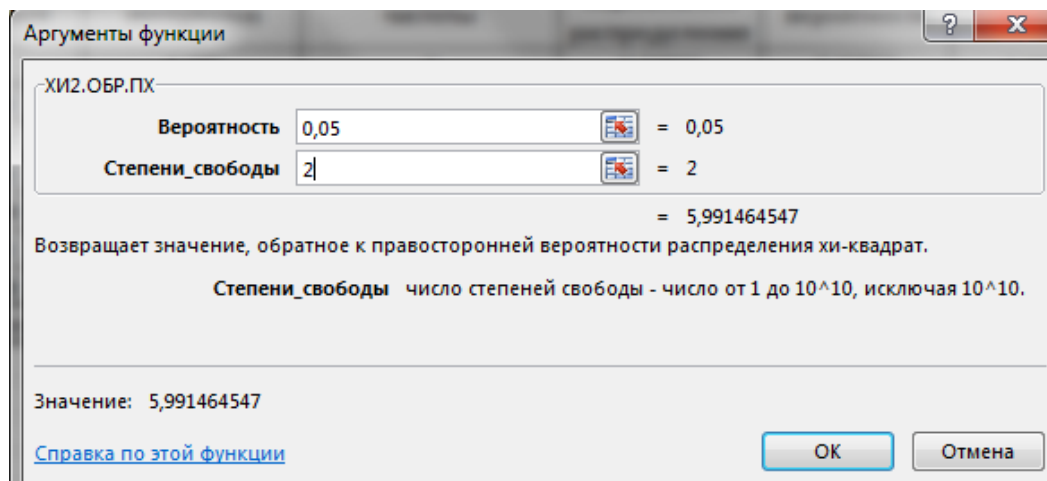 частоты
распределение
Аргументы функции
?
ХИ2.ОБР.ПХ
Вероятность 0,05 = 0,05
Степени_свободы 2 = 2
= 5,991464547
Возвращает значение, обратное к правосторонней вероятности распределения хи-квадрат.
Степени_свободы число степеней свободы - число от 1 до 10^10, исключая 10^10.
Значение: 5,991464547
Справка по этой функции
ОК Отмена